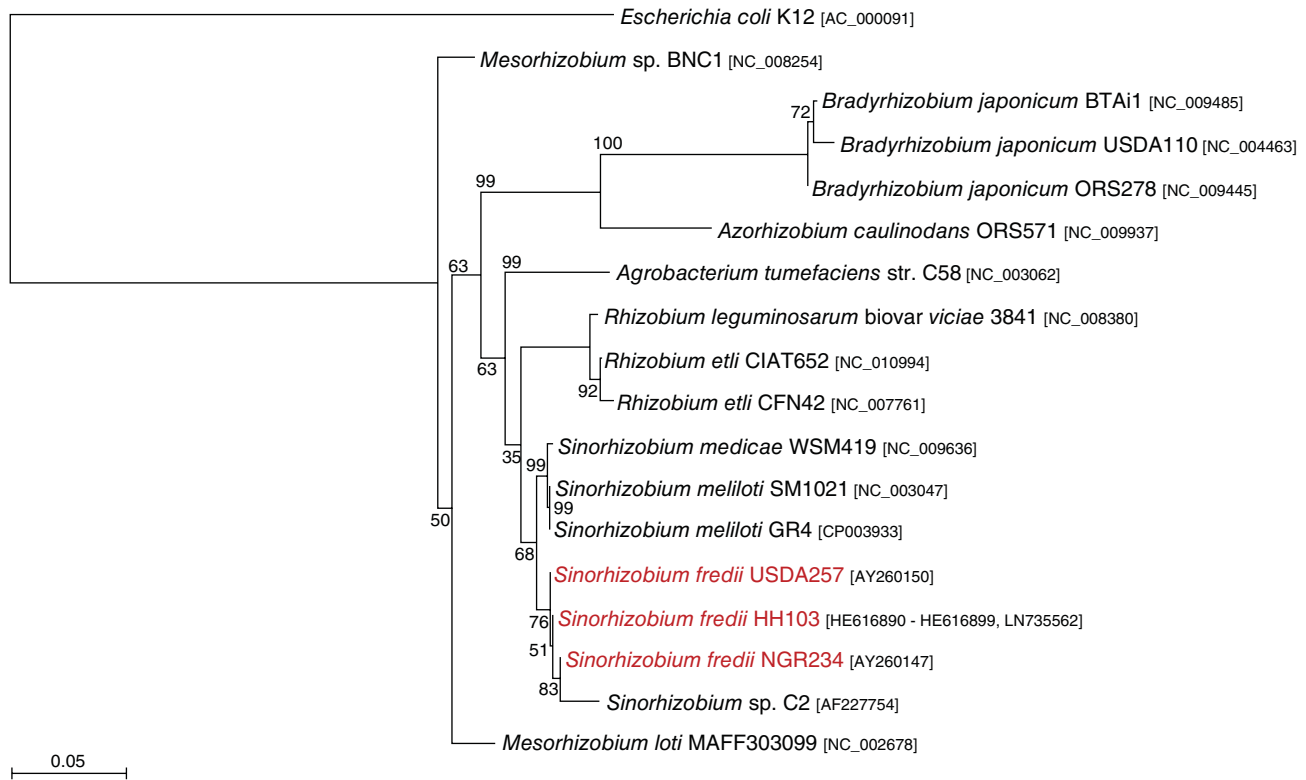 Escherichia coli K12 [AC_000091]
Mesorhizobium sp. BNC1 [NC_008254]
Bradyrhizobium japonicum BTAi1 [NC_009485]
72
Bradyrhizobium japonicum USDA110 [NC_004463]
100
Bradyrhizobium japonicum ORS278 [NC_009445]
99
Azorhizobium caulinodans ORS571 [NC_009937]
63
99
Agrobacterium tumefaciens str. C58 [NC_003062]
Rhizobium leguminosarum biovar viciae 3841 [NC_008380]
Rhizobium etli CIAT652 [NC_010994]
63
92
Rhizobium etli CFN42 [NC_007761]
Sinorhizobium medicae WSM419 [NC_009636]
35
99
Sinorhizobium meliloti SM1021 [NC_003047]
99
50
Sinorhizobium meliloti GR4 [CP003933]
68
Sinorhizobium fredii USDA257 [AY260150]
76
Sinorhizobium fredii HH103 [HE616890 - HE616899, LN735562]
51
Sinorhizobium fredii NGR234 [AY260147]
83
Sinorhizobium sp. C2 [AF227754]
Mesorhizobium loti MAFF303099 [NC_002678]
0.05